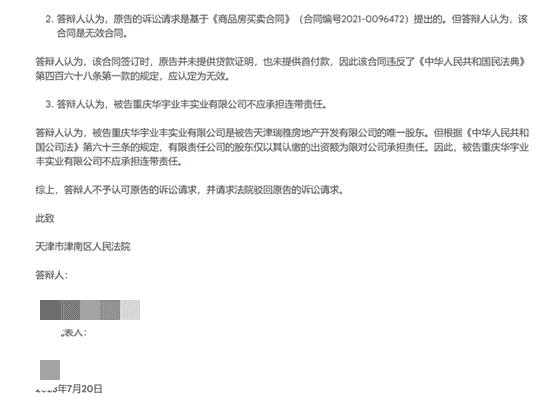 2. 答辩人认为，原告的诉讼请求是基于《商品房买卖合同》（合同编号2021-0096472）提出的。但答辩人认为，该
合同是无效合同。
答辩人认为，该合同签订时，原告并未提供贷款证明，也未提供首付款，因此该合同违反了《中华人民共和国民法典》
第四百六十八条第一款的规定，应认定为无效。
3. 答辩人认为，被告重庆华宇业丰实业有限公司不应承担连带责任。
答辩人认为，被告重庆华宇业丰实业有限公司是被告天津瑞雅房地产开发有限公司的唯一股东。但根据《中华人民共和
国公司法》第六十三条的规定，有限责任公司的股东仅以其认缴的出资额为限对公司承担责任。因此，被告重庆华宇业
丰实业有限公司不应承担连带责任。
综上，答辩人不予认可原告的诉讼请求，并请求法院驳回原告的诉讼请求。
此致
天津市津南区人民法院
答辩人：
表人：
2023年7月20日